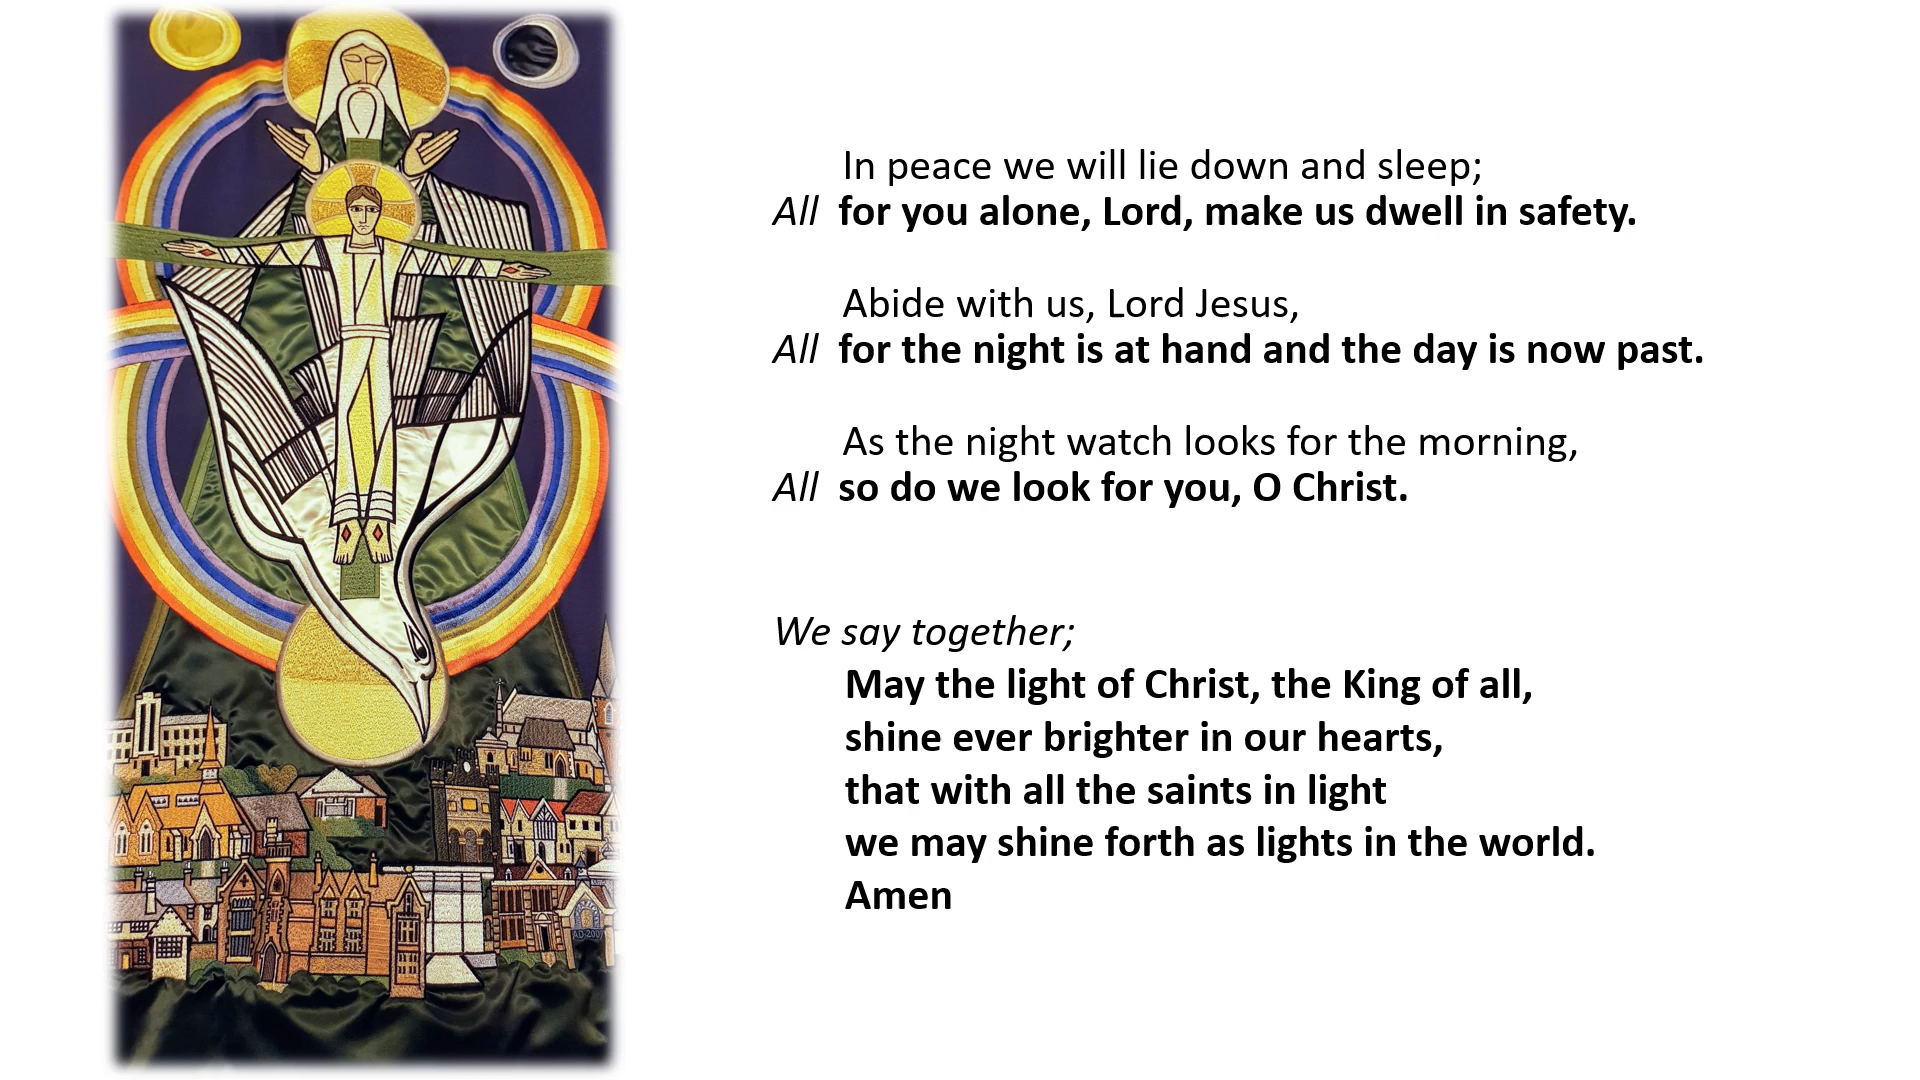 In peace we will lie down and sleep;
All for you alone, Lord, make us dwell in safety.
Abide with us, Lord Jesus,
All for the night is at hand and the day is now past.
As the night watch looks for the morning,
All so do we look for you, O Christ.
We say together;
May the light of Christ, the King of all,
shine ever brighter in our hearts,
that with all the saints in light
we may shine forth as lights in the world.
Amen